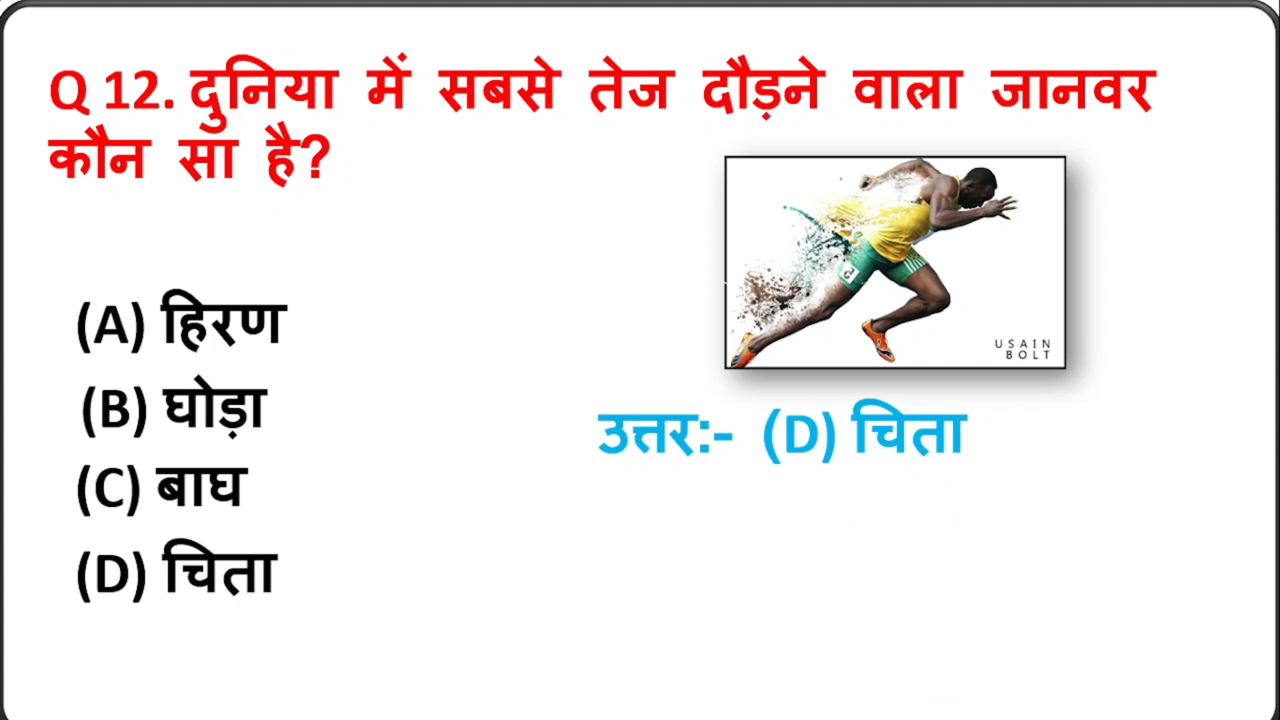 Q 12. दुनिया में सबसे तेज दौड़ने वाला जानवर
कौन सा है?
USAIN
BOLT
(A) हिरण
(B) घोड़ा
(C) बाघ
(D) चिता
उत्तर:- (D) चिता